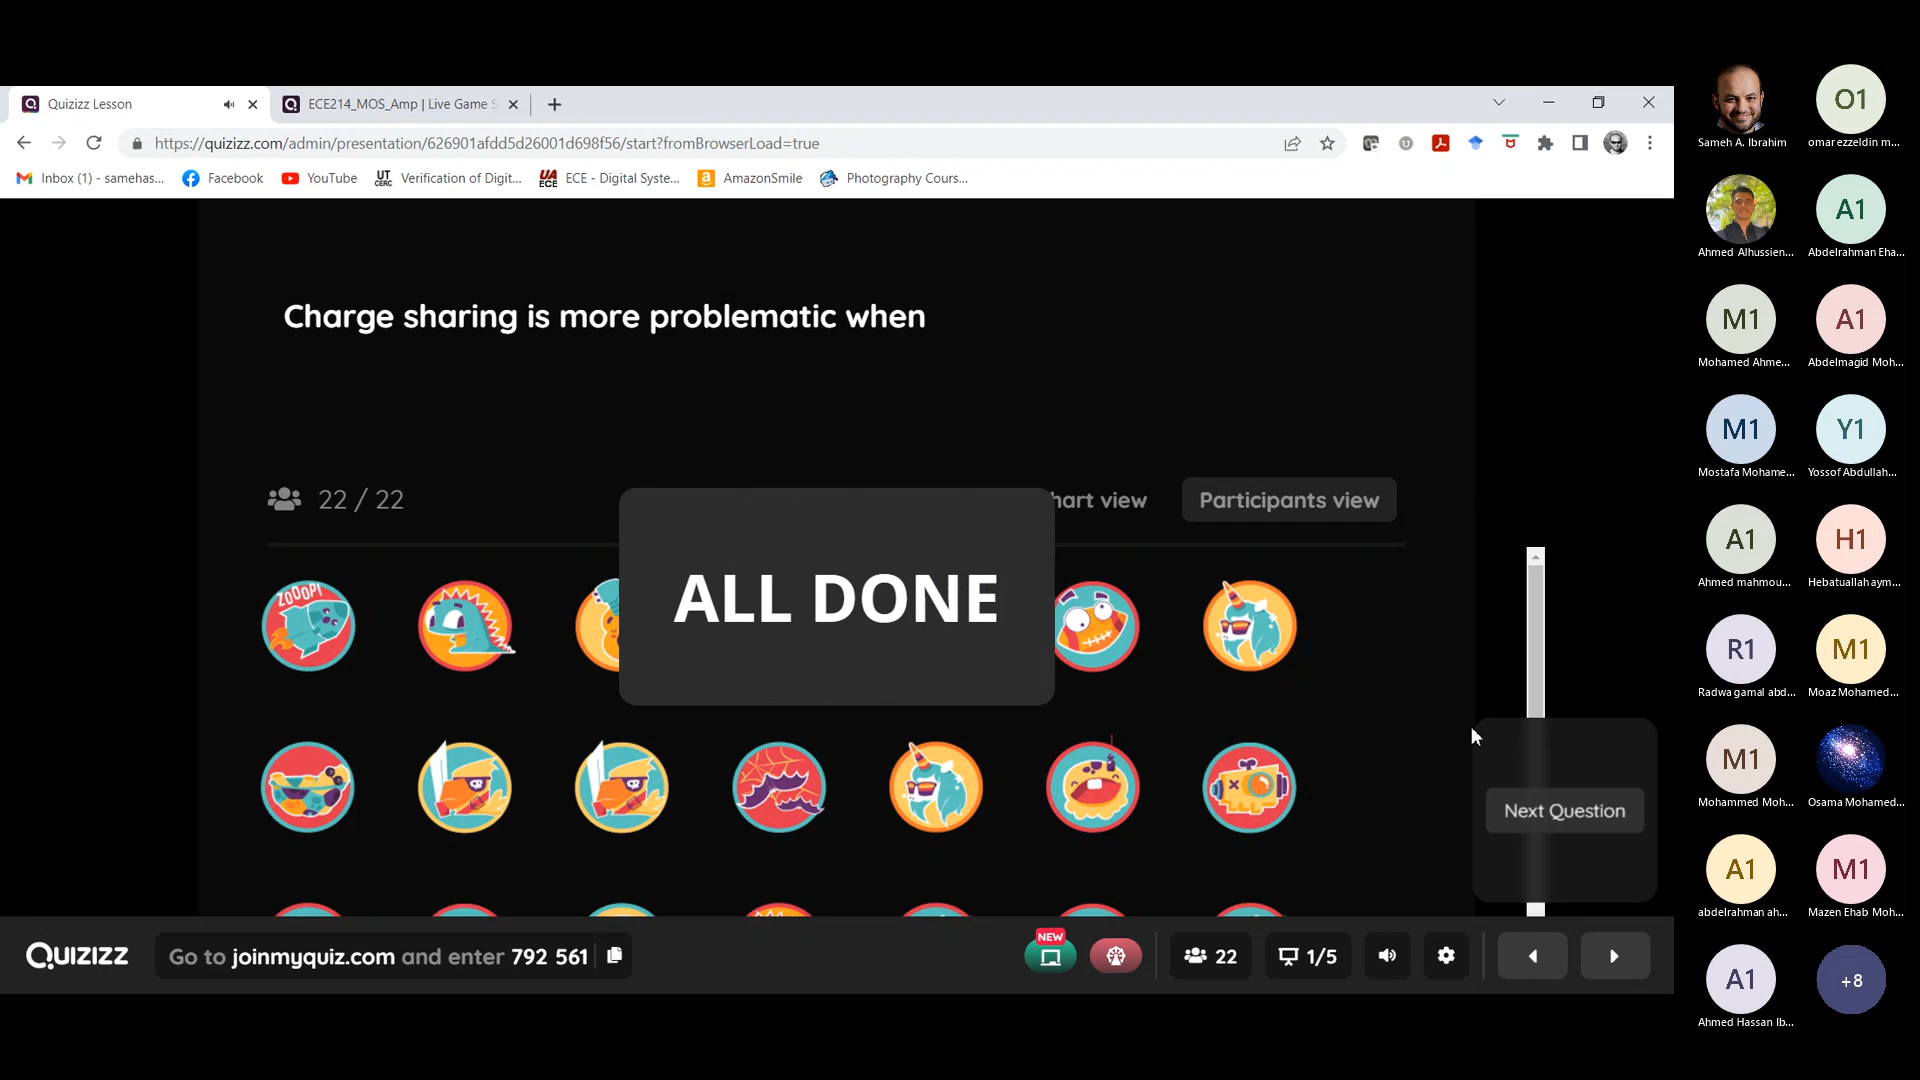 Quizizz Lesson
ECE214_MOS_Amp | Live Game S
https://quizizz.com/admin/presentation/626901afdd5d26001d698f56/start?fromBrowserLoad=true
Inbox (1) - samehas...
Facebook
YouTube
UT CERC
Verification of Digit...
UA ECE
ECE - Digital Syste...
AmazonSmile
Photography Cours...
Charge sharing is more problematic when
22 / 22
hart view
Participants view
ZOOOP!
ALL DONE
Next Question
QUIZIZZ
Go to joinmyquiz.com and enter 792 561
NEW
22
1/5
Sameh A. Ibrahim
O1
omar ezzeldin m...
Ahmed Alhussien...
A1
Abdelrahman Eha...
M1
Mohamed Ahme...
A1
Abdelmagid Moh...
M1
Mostafa Mohame...
Y1
Yossof Abdullah...
A1
Ahmed mahmou...
H1
Hebatuallah aym...
R1
Radwa gamal abd...
M1
Moaz Mohamed...
M1
Mohammed Moh...
Osama Mohamed...
A1
abdelrahman ah...
M1
Mazen Ehab Moh...
A1
Ahmed Hassan Ib...
+8